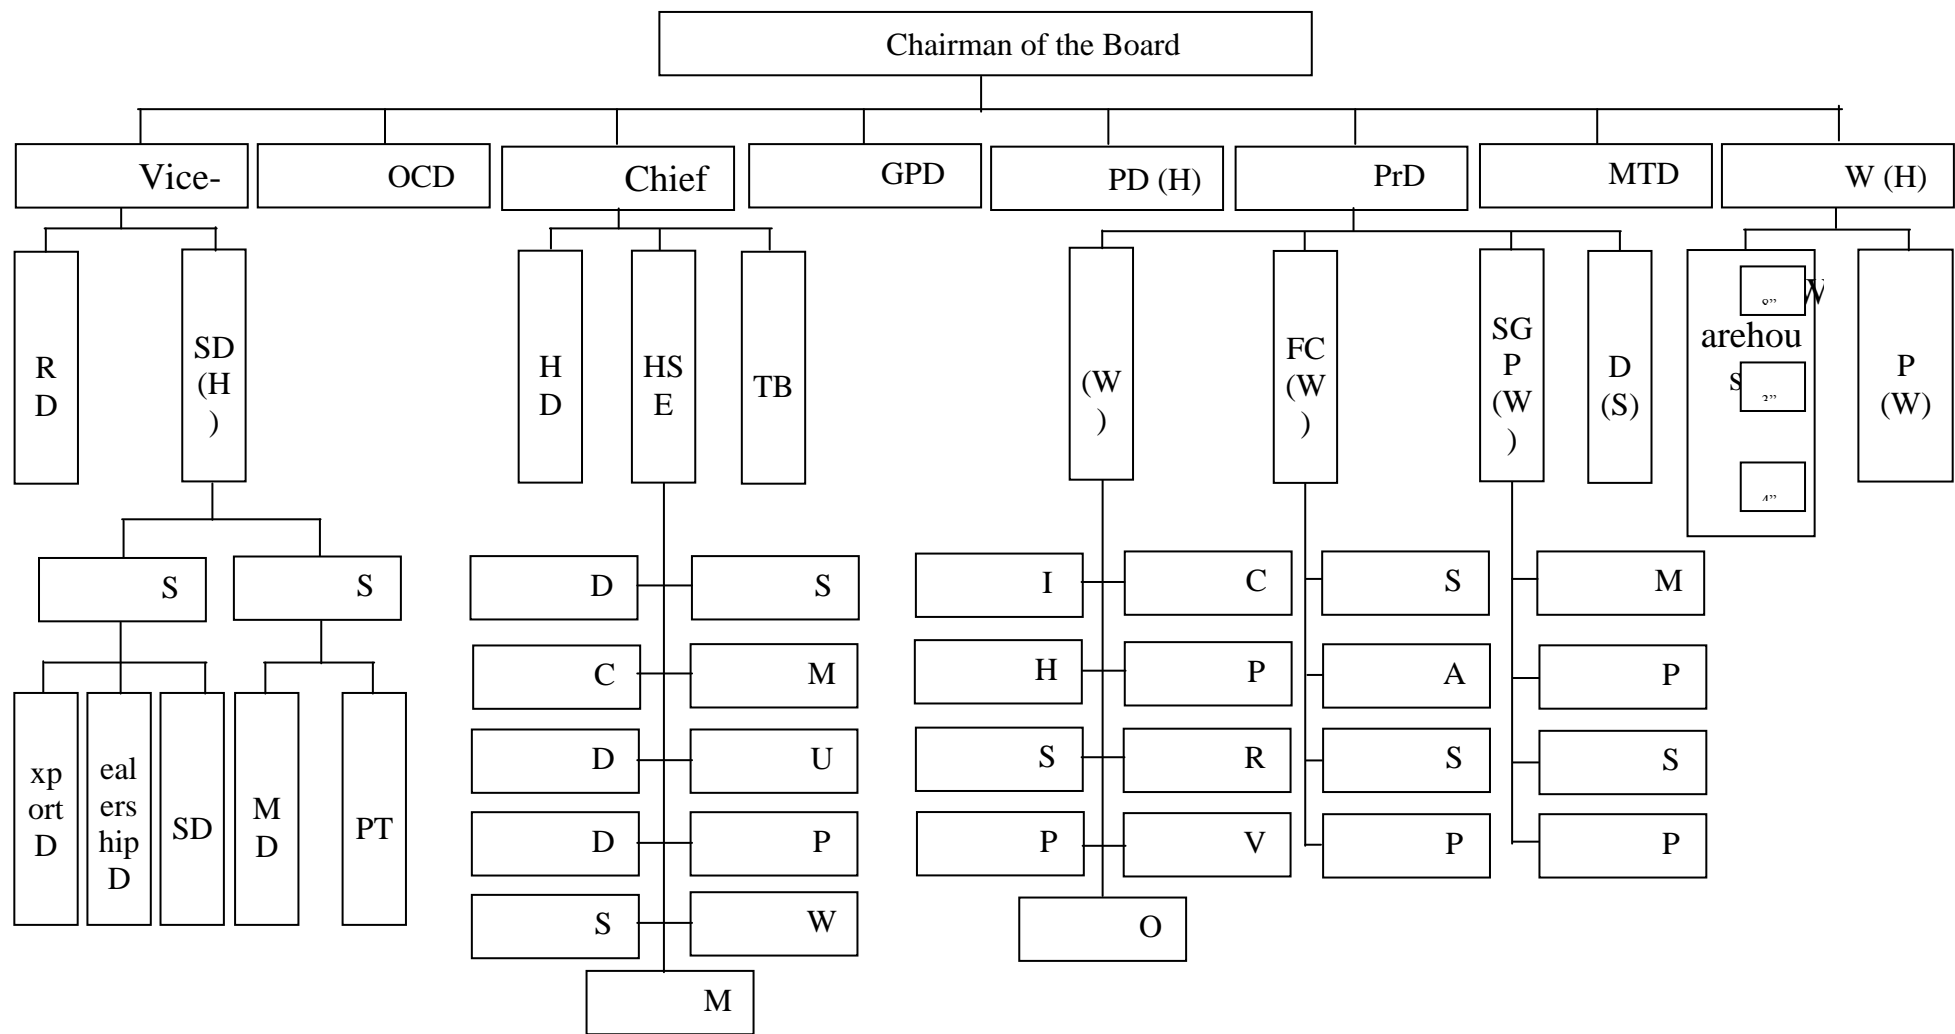 Chairman of the Board
Vice-
OCD
Chief
GPD
PD (H)
PrD
MTD
W (H)
R
D
SD
(H
)
H
D
HS
E
TB
(W
)
FC
(W
)
SG
P
(W
)
D
(S)
W
arehou
s
P
(W)
S
S
xp
ort
D
eal
ers
hip
D
SD
M
D
PT
D
S
C
M
D
U
D
P
S
W
M
I
C
H
P
S
R
P
V
O
S
A
S
P
M
P
S
P